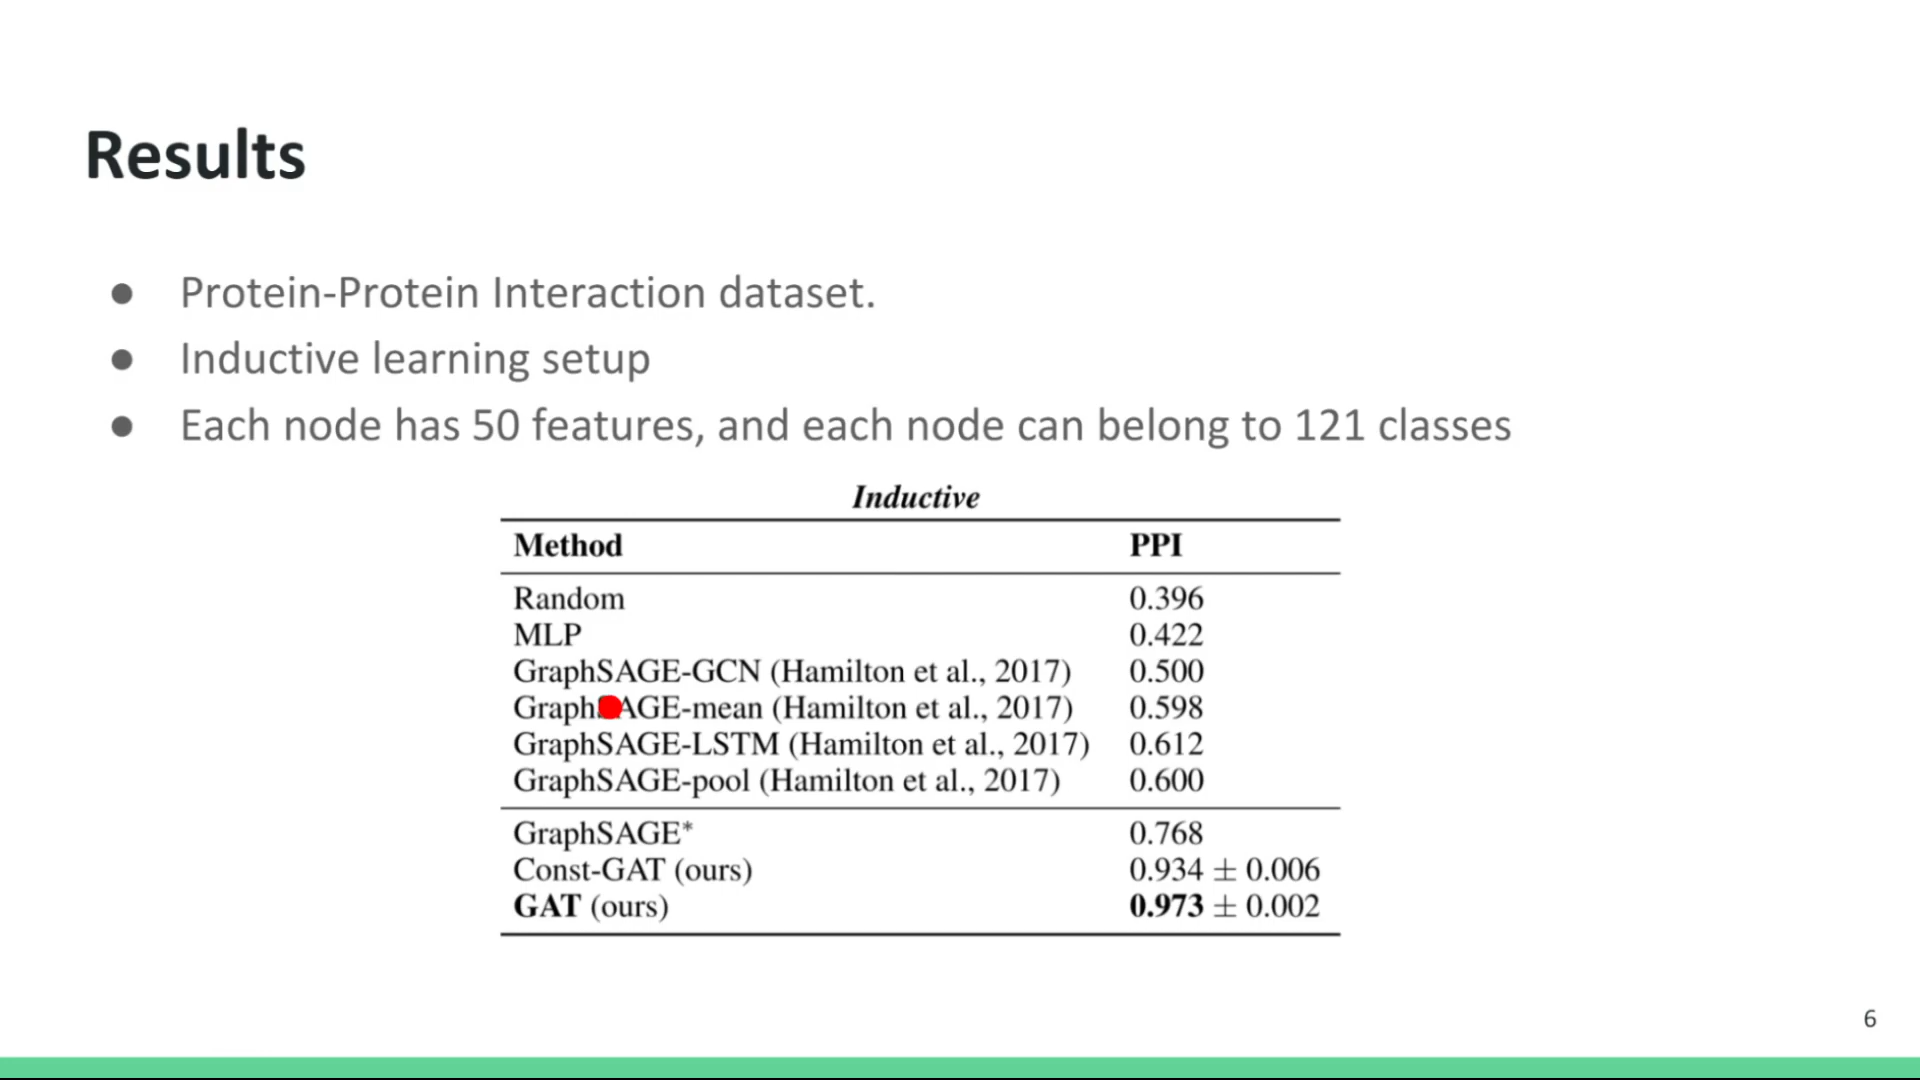 Results
● Protein-Protein Interaction dataset.
● Inductive learning setup
● Each node has 50 features, and each node can belong to 121 classes
Inductive
Method PPI
Random 0.396
MLP 0.422
GraphSAGE-GCN (Hamilton et al., 2017) 0.500
GraphSAGE-mean (Hamilton et al., 2017) 0.598
GraphSAGE-LSTM (Hamilton et al., 2017) 0.612
GraphSAGE-pool (Hamilton et al., 2017) 0.600
GraphSAGE* 0.768
Const-GAT (ours) 0.934 ± 0.006
GAT (ours) 0.973 ± 0.002
6